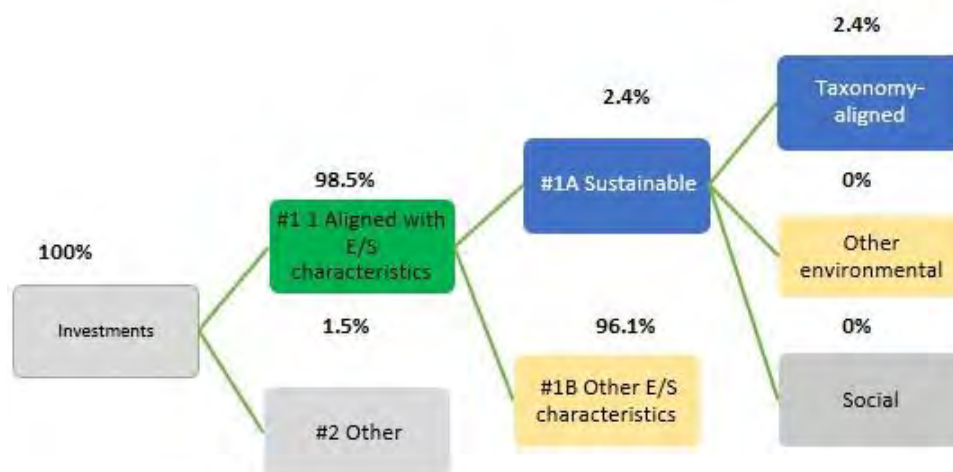 2.4%
Taxonomy-
aligned
2.4%
#1A Sustainable
98.5%
0%
#1 1 Aligned with
E/S
characteristics
Other
environmental
100%
Investments
1.5%
96.1%
0%
#1B Other E/S
characteristics
Social
#2 Other